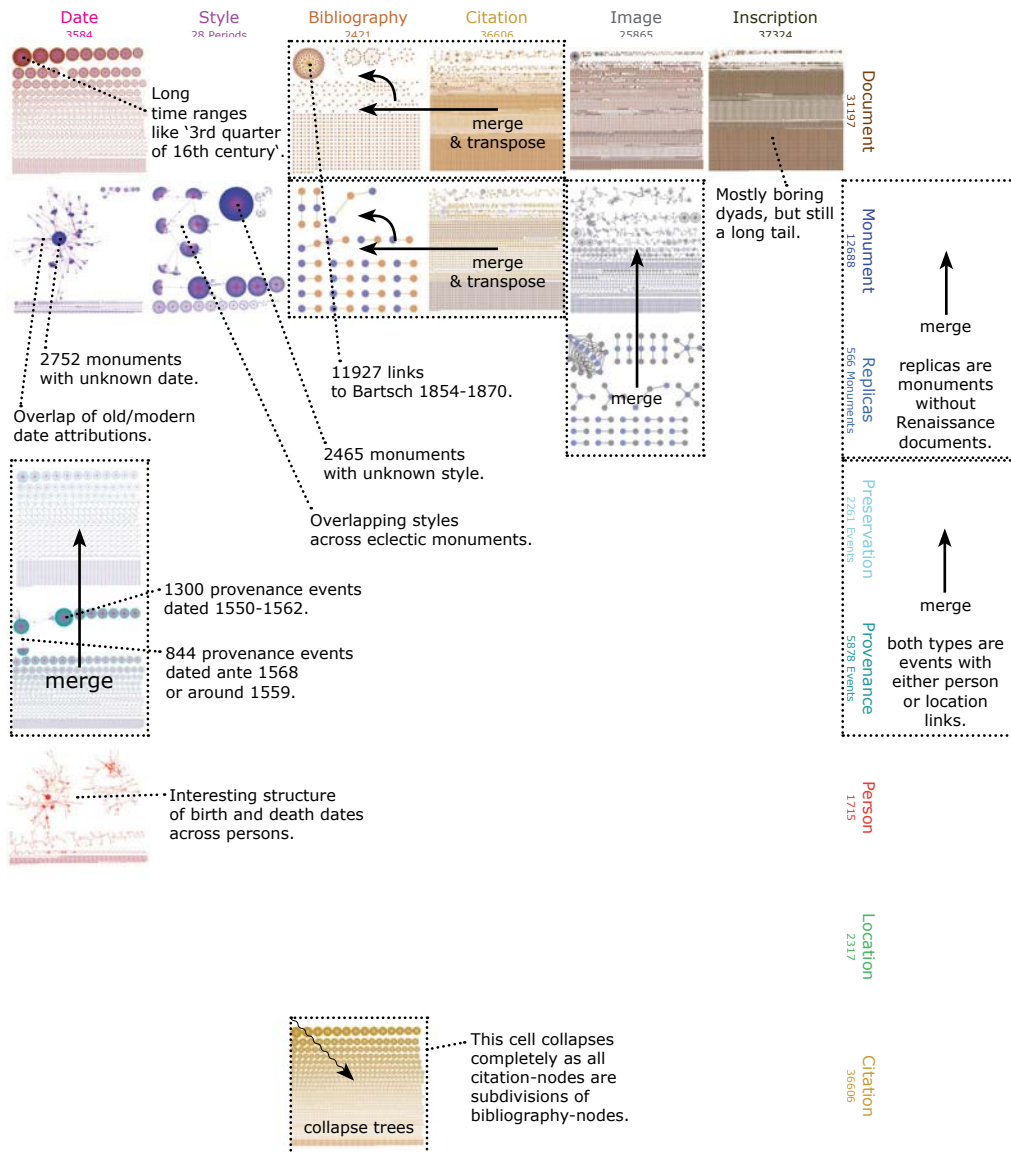 Date
3584
Style
28 Periods
Bibliography
2421
Citation
36606
Image
25865
Inscription
37324
Document
31197
Long
time ranges
like ‘3rd quarter
of 16th century‘.
merge
& transpose
Mostly boring
dyads, but still
a long tail.
Monument
12688
merge
& transpose
merge
2752 monuments
with unknown date.
Overlap of old/modern
date attributions.
11927 links
to Bartsch 1854-1870.
merge
Replicas
566 Monuments
replicas are
monuments
without
Renaissance
documents.
2465 monuments
with unknown style.
Overlapping styles
across eclectic monuments.
Preservation
2261 Events
merge
1300 provenance events
dated 1550-1562.
844 provenance events
dated ante 1568
or around 1559.
merge
Provenance
5878 Events
both types are
events with
either person
or location
links.
Interesting structure
of birth and death dates
across persons.
Person
1715
Location
2317
This cell collapses
completely as all
citation-nodes are
subdivisions of
bibliography-nodes.
collapse trees
Citation
36606